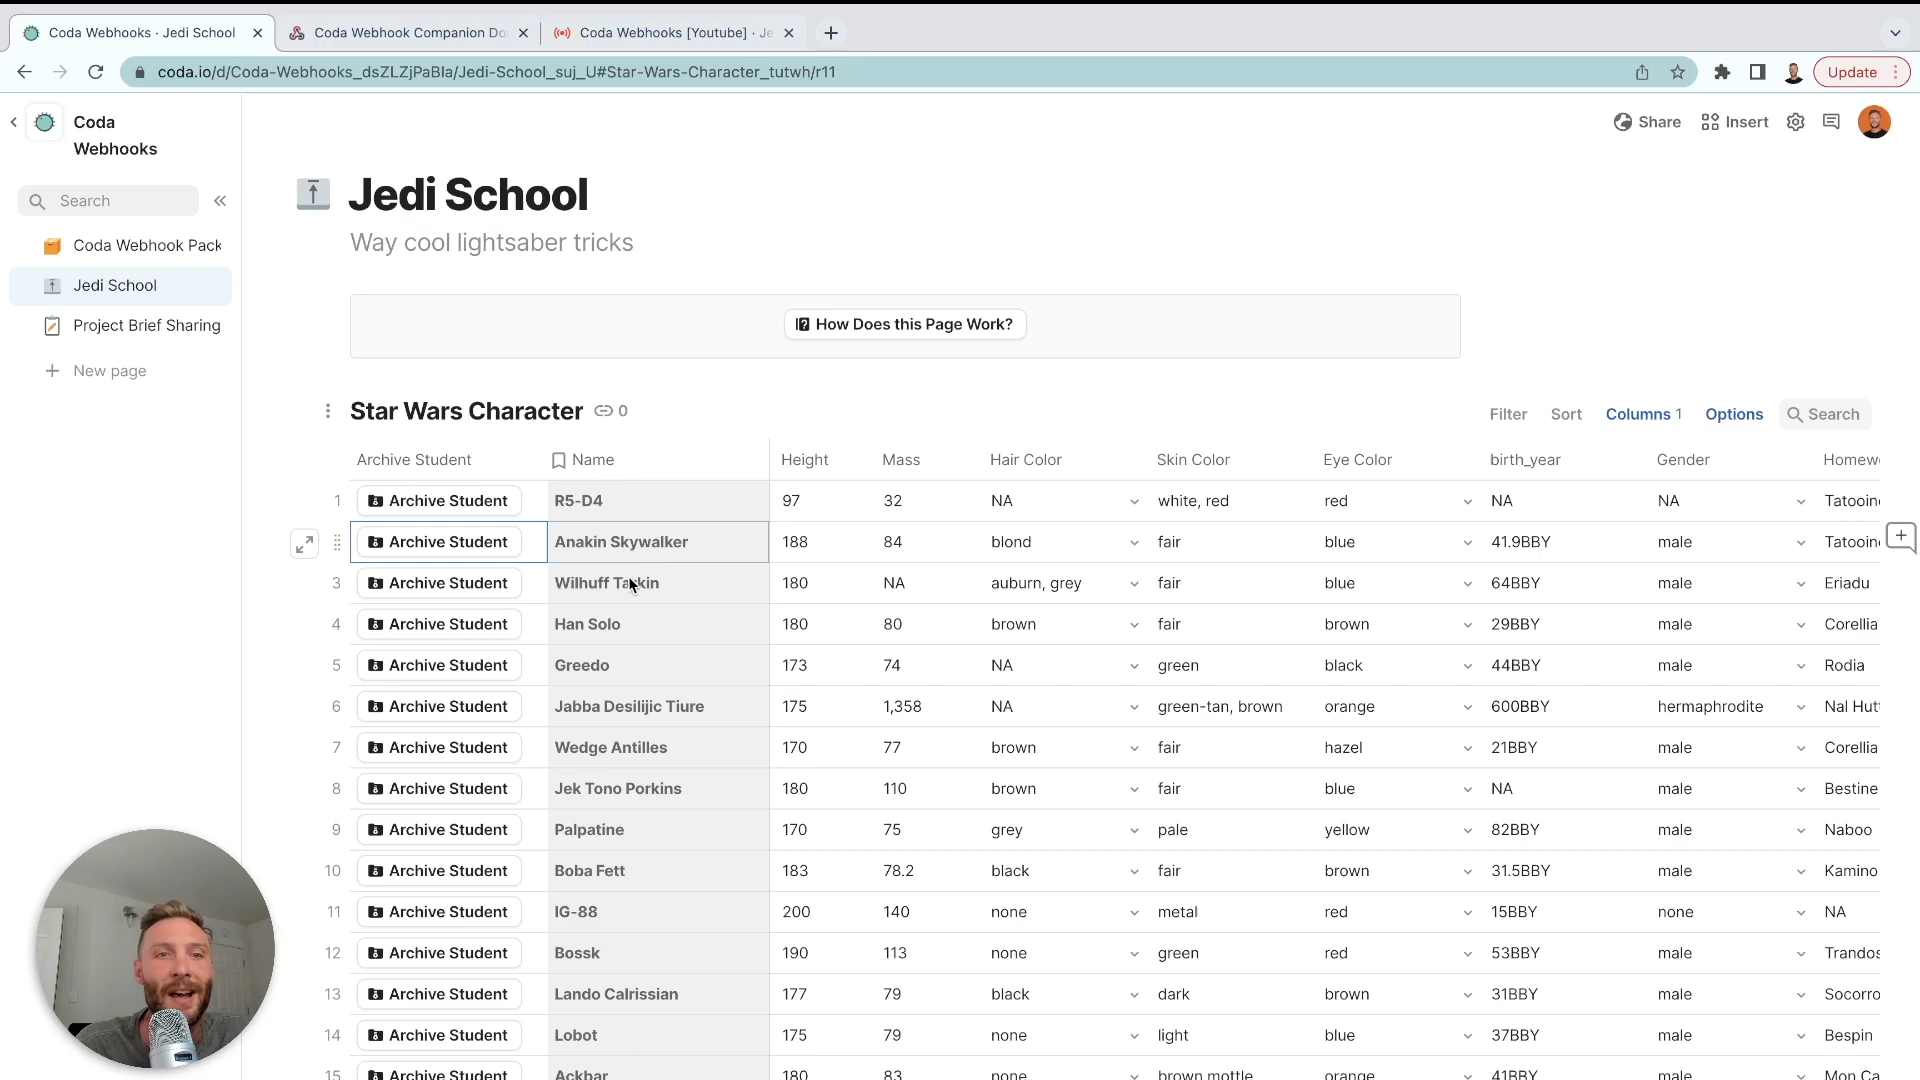 Coda Webhooks · Jedi School
Coda Webhook Companion Do
Coda Webhooks [Youtube] · Je
coda.io/d/Coda-Webhooks_dsZLZjPaBla/Jedi-School_suj_U#Star-Wars-Character_tutwh/r11
Update
Coda Webhooks
Share
Insert
Search
Coda Webhook Pack
Jedi School
Project Brief Sharing
New page
Jedi School
Way cool lightsaber tricks
How Does this Page Work?
Star Wars Character 0
Filter Sort Columns 1 Options Search
Archive Student Name Height Mass Hair Color Skin Color Eye Color birth_year Gender Homew
1 Archive Student R5-D4 97 32 NA white, red red NA NA Tatooin
Archive Student Anakin Skywalker 188 84 blond fair blue 41.9BBY male Tatooin
3 Archive Student Wilhuff Tarkin 180 NA auburn, grey fair blue 64BBY male Eriadu
4 Archive Student Han Solo 180 80 brown fair brown 29BBY male Corellia
5 Archive Student Greedo 173 74 NA green black 44BBY male Rodia
6 Archive Student Jabba Desilijic Tiure 175 1,358 NA green-tan, brown orange 600BBY hermaphrodite Nal Hut
7 Archive Student Wedge Antilles 170 77 brown fair hazel 21BBY male Corellia
8 Archive Student Jek Tono Porkins 180 110 brown fair blue NA male Bestine
9 Archive Student Palpatine 170 75 grey pale yellow 82BBY male Naboo
10 Archive Student Boba Fett 183 78.2 black fair brown 31.5BBY male Kamino
11 Archive Student IG-88 200 140 none metal red 15BBY none NA
12 Archive Student Bossk 190 113 none green red 53BBY male Trandos
13 Archive Student Lando Calrissian 177 79 black dark brown 31BBY male Socorro
14 Archive Student Lobot 175 79 none light blue 37BBY male Bespin
15 Archive Student Ackbar 180 83 none brown mottle orange 41BBY male Mon Ca